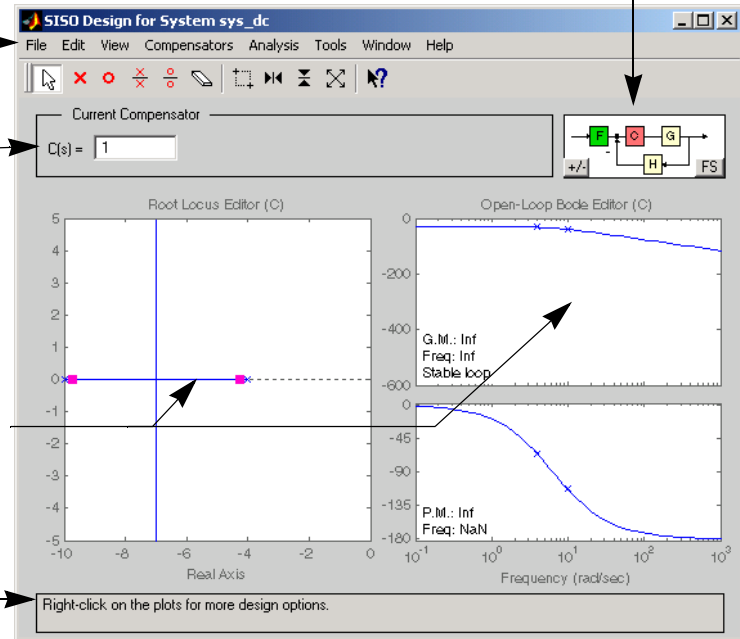 SISO Design for System sys_dc
File Edit View Compensators Analysis Tools Window Help
Current Compensator
C(s) = 1
F C G
H
+/- FS
Root Locus Editor (C)
5
4
3
2
1
0
-1
-2
-3
-4
-5
-10 -8 -6 -4 -2 0
Real Axis
Open-Loop Bode Editor (C)
0
-200
-400
-600
G.M.: Inf
Freq: Inf
Stable loop
0
-45
-90
-135
-180
P.M.: Inf
Freq: NaN
10^-1 10^0 10^1 10^2 10^3
Frequency (rad/sec)
Right-click on the plots for more design options.